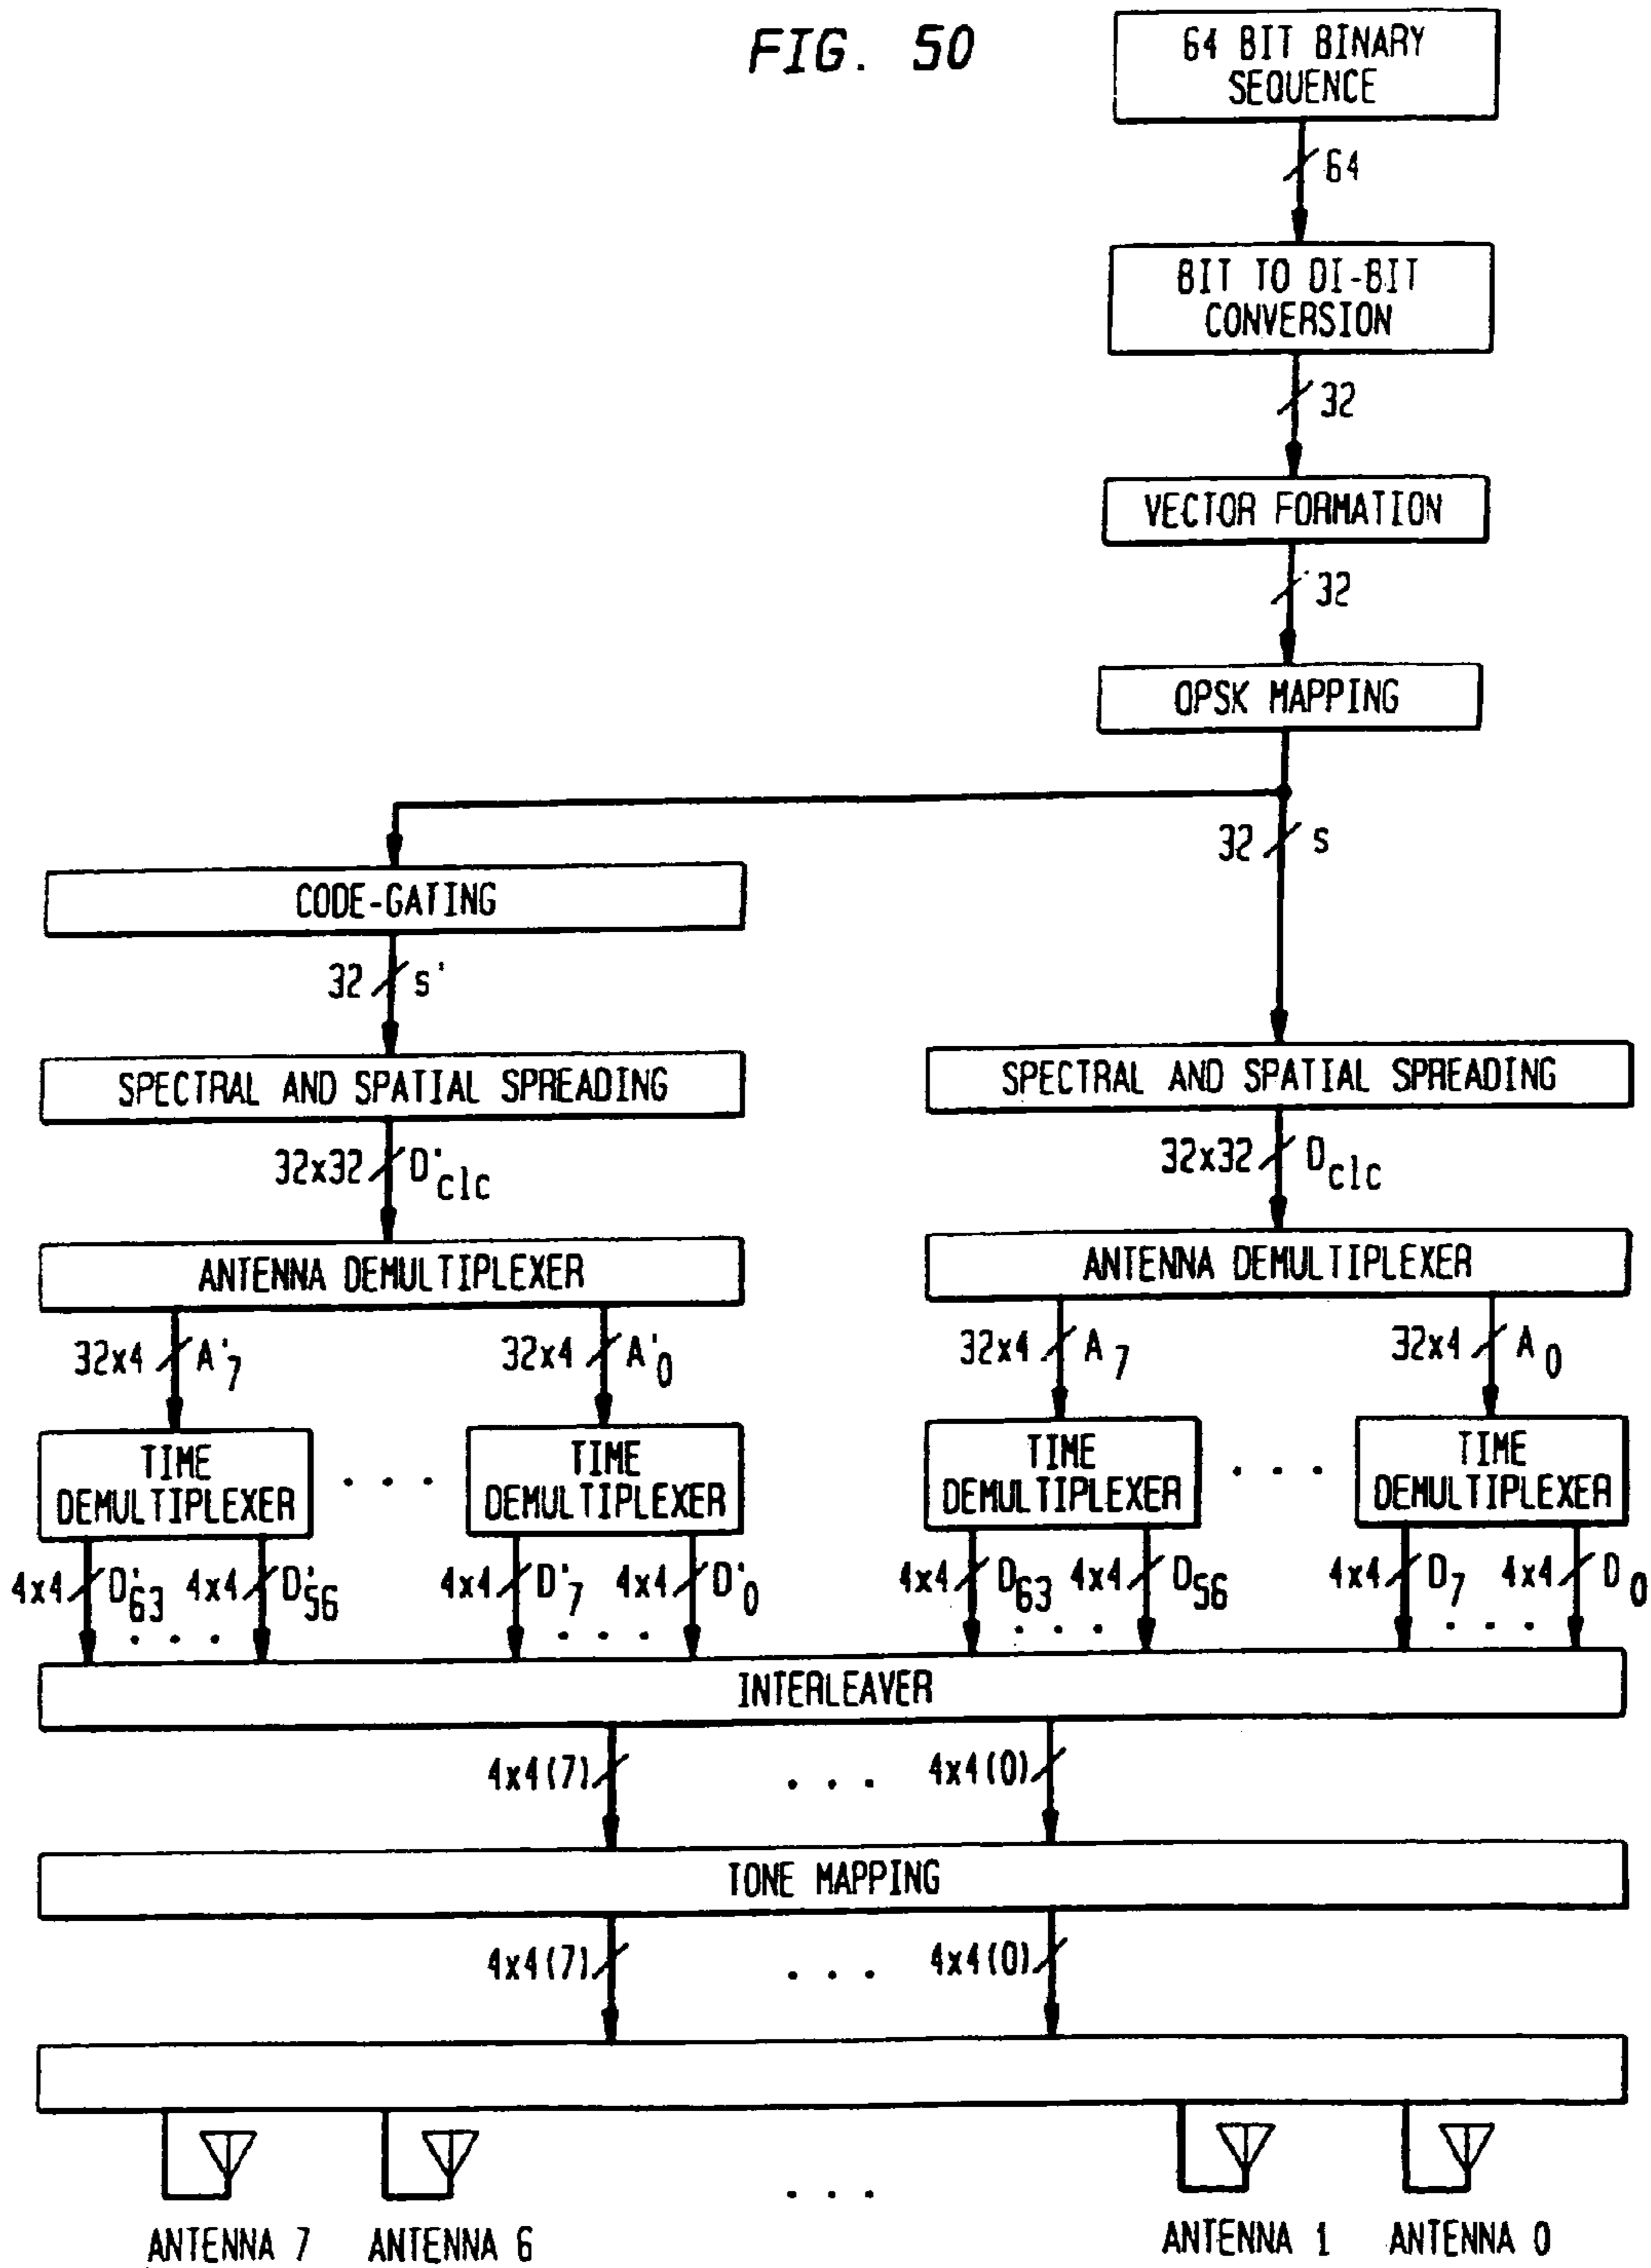 FIG. 50
64 BIT BINARY
SEQUENCE
64
BIT TO DI-BIT
CONVERSION
32
VECTOR FORMATION
32
QPSK MAPPING
32 s
CODE-GATING
32 s'
SPECTRAL AND SPATIAL SPREADING
SPECTRAL AND SPATIAL SPREADING
32x32 D'clc
32x32 Dclc
ANTENNA DEMULTIPLEXER
ANTENNA DEMULTIPLEXER
32x4 A'7 32x4 A'0 32x4 A7 32x4 A0
TIME
DEMULTIPLEXER
. . .
TIME
DEMULTIPLEXER
TIME
DEMULTIPLEXER
. . .
TIME
DEMULTIPLEXER
4x4 D'63 4x4 D'56 4x4 D'7 4x4 D'0 4x4 D63 4x4 D56 4x4 D7 4x4 D0
. . . . . . . . . . . .
INTERLEAVER
4x4(7) . . . 4x4(0)
TONE MAPPING
4x4(7) . . . 4x4(0)
. . .
ANTENNA 7 ANTENNA 6 ANTENNA 1 ANTENNA 0